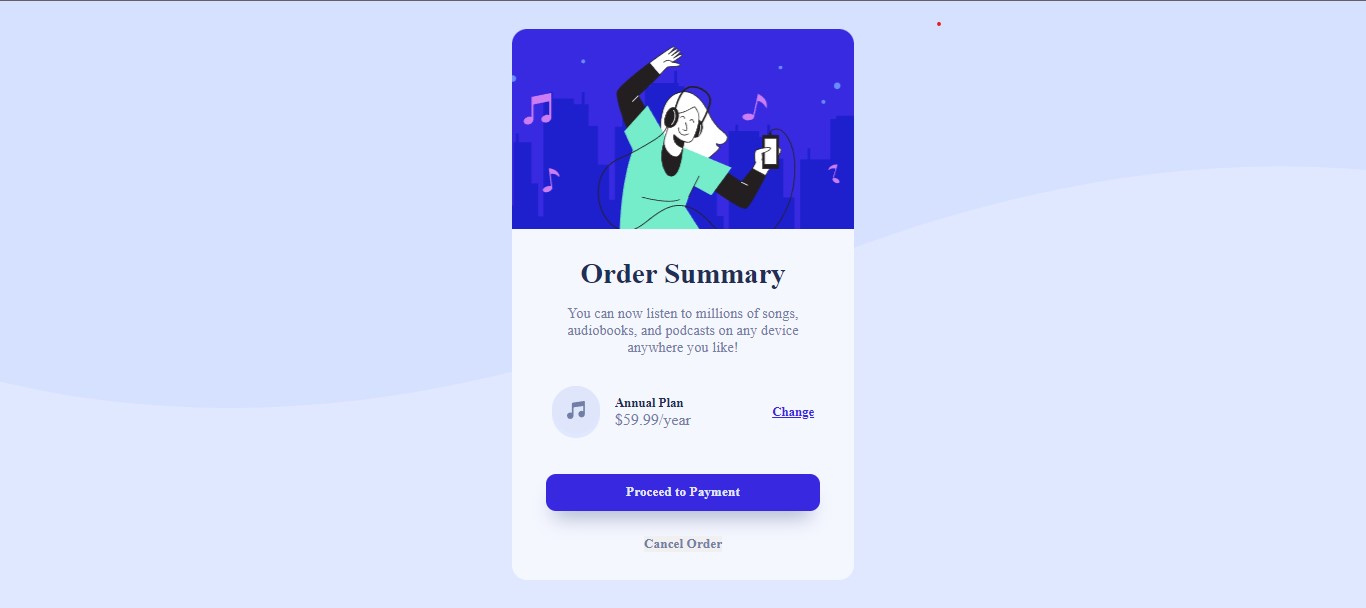 Order Summary
You can now listen to millions of songs,
audiobooks, and podcasts on any device
anywhere you like!
Annual Plan
$59.99/year
Change
Proceed to Payment
Cancel Order